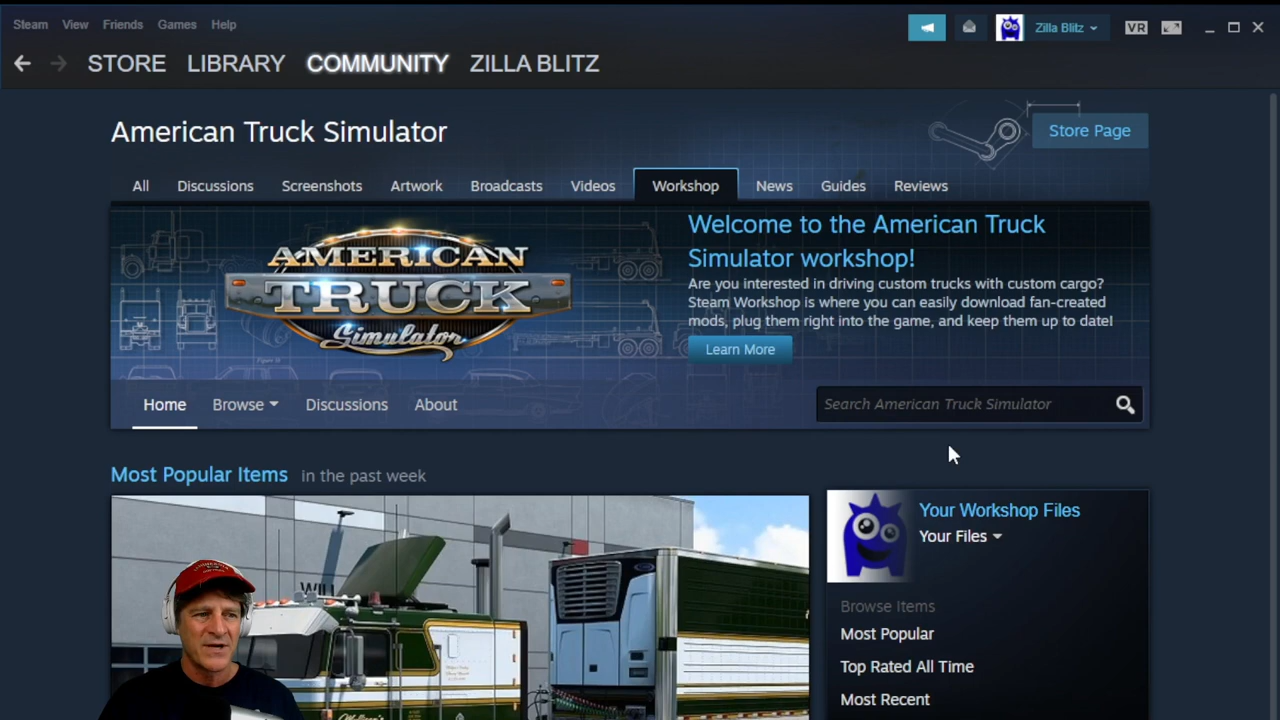 Steam View Friends Games Help
Zilla Blitz
VR
STORE LIBRARY COMMUNITY ZILLA BLITZ
American Truck Simulator
Store Page
All Discussions Screenshots Artwork Broadcasts Videos Workshop News Guides Reviews
AMERICAN
TRUCK
Simulator
Welcome to the American Truck
Simulator workshop!
Are you interested in driving custom trucks with custom cargo?
Steam Workshop is where you can easily download fan-created
mods, plug them right into the game, and keep them up to date!
Learn More
Home Browse Discussions About
Search American Truck Simulator
Most Popular Items in the past week
Your Workshop Files
Your Files
Browse Items
Most Popular
Top Rated All Time
Most Recent